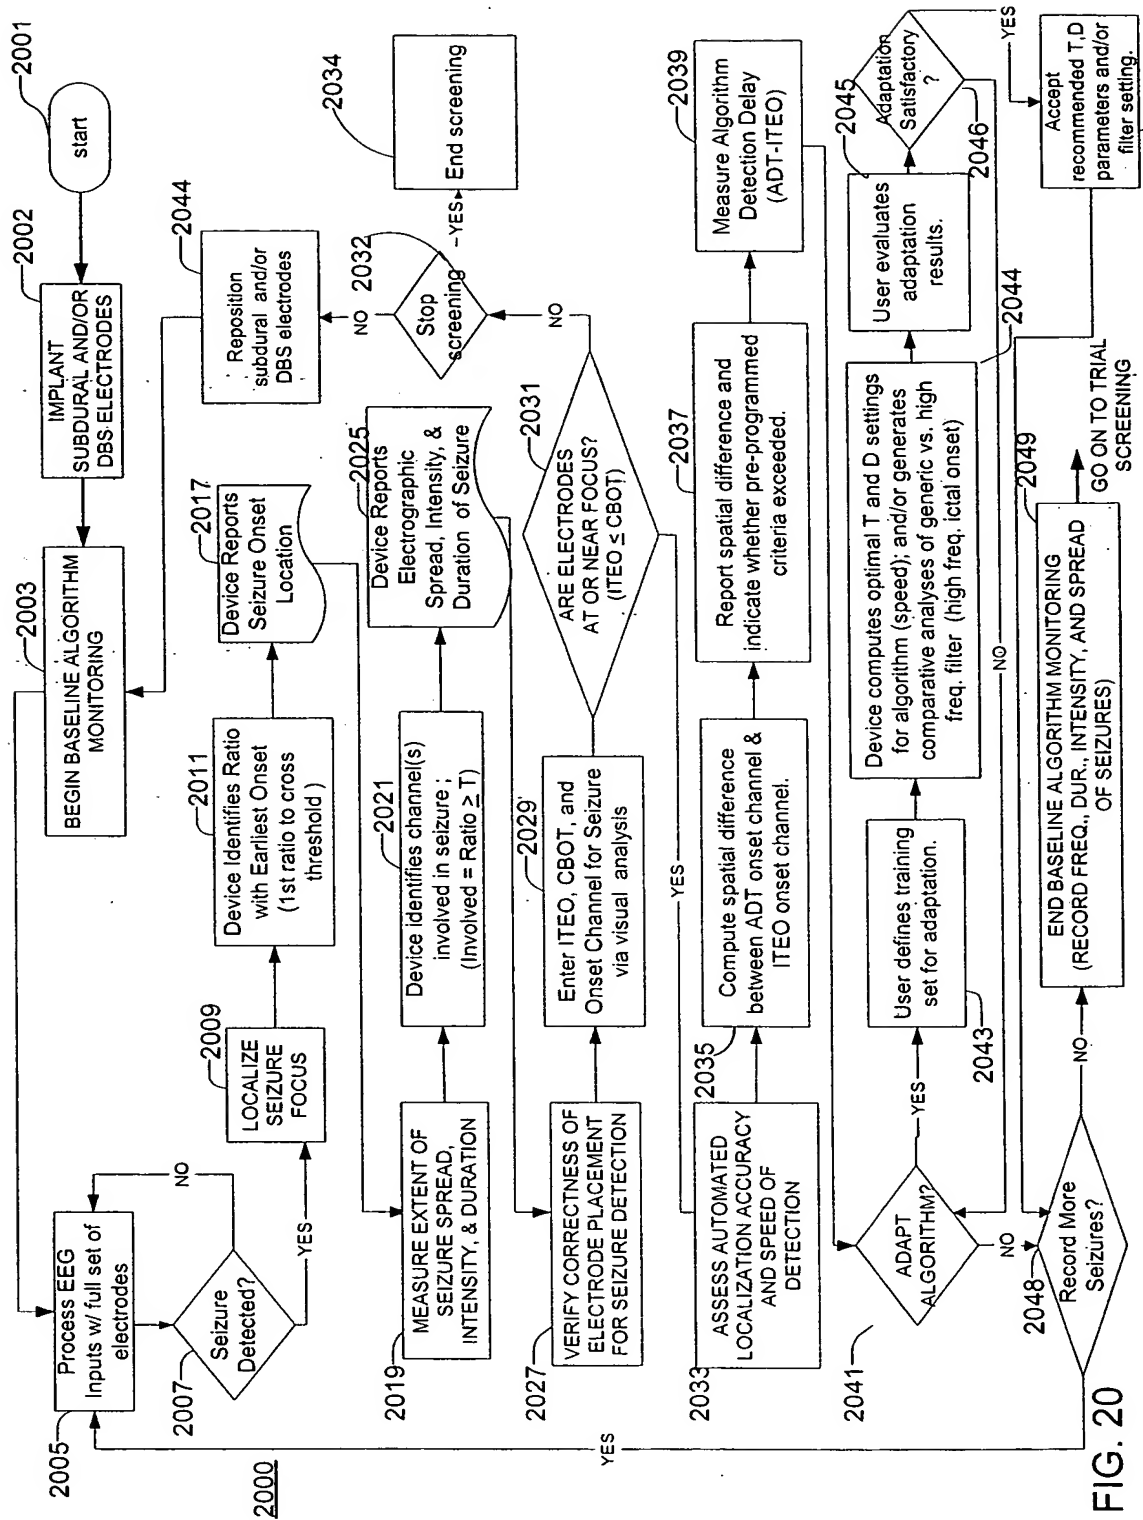 2001
start
2002
IMPLANT
SUBDURAL AND/OR
DBS ELECTRODES
2003
BEGIN BASELINE ALGORITHM
MONITORING
2005
Process EEG
Inputs w/ full set of
electrodes
2007
Seizure
Detected?
NO
YES
2000
2009
LOCALIZE
SEIZURE
FOCUS
2011
Device Identifies Ratio
with Earliest Onset
(1st ratio to cross
threshold )
2017
Device Reports
Seizure Onset
Location
2019
MEASURE EXTENT OF
SEIZURE SPREAD,
INTENSITY, & DURATION
2021
Device identifies channel(s)
involved in seizure ;
(Involved = Ratio ≥ T)
2025
Device Reports
Electrographic
Spread, Intensity, &
Duration of Seizure
2027
VERIFY CORRECTNESS OF
ELECTRODE PLACEMENT
FOR SEIZURE DETECTION
2029
Enter ITEO, CBOT, and
Onset Channel for Seizure
via visual analysis
2031
ARE ELECTRODES
AT OR NEAR FOCUS?
(ITEO ≤ CBOT)
NO
YES
2032
Stop
screening
NO
YES
2034
End screening
2044
Reposition
subdural and/or
DBS electrodes
2033
ASSESS AUTOMATED
LOCALIZATION ACCURACY
AND SPEED OF
DETECTION
2035
Compute spatial difference
between ADT onset channel &
ITEO onset channel.
2037
Report spatial difference and
indicate whether pre-programmed
criteria exceeded.
2039
Measure Algorithm
Detection Delay
(ADT-ITEO)
2041
ADAPT
ALGORITHM?
YES
NO
2043
User defines training
set for adaptation.
2044
Device computes optimal T and D settings
for algorithm (speed); and/or generates
comparative analyses of generic vs. high
freq. filter (high freq. ictal onset)
2045
User evaluates
adaptation
results.
2046
Adaptation
Satisfactory
?
YES
NO
Accept
recommended T,D
parameters and/or
filter setting.
2048
Record More
Seizures?
YES
NO
2049
END BASELINE ALGORITHM MONITORING
(RECORD FREQ., DUR., INTENSITY, AND SPREAD
OF SEIZURES)
GO ON TO TRIAL
SCREENING
FIG. 20